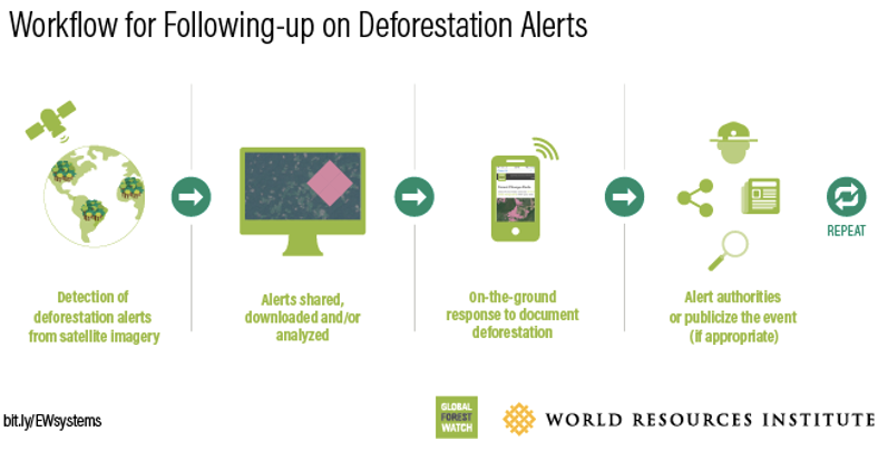 Workflow for Following-up on Deforestation Alerts
Detection of
deforestation alerts
from satellite imagery
Alerts shared,
downloaded and/or
analyzed
On-the-ground
response to document
deforestation
Alert authorities
or publicize the event
(if appropriate)
REPEAT
bit.ly/EWsystems
GLOBAL
FOREST
WATCH
WORLD RESOURCES INSTITUTE